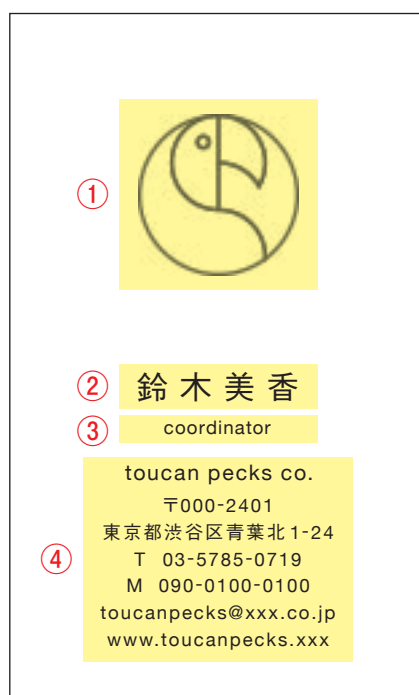 ①
② 鈴木美香
③ coordinator
④
toucan pecks co.
〒000-2401
東京都渋谷区青葉北1-24
T 03-5785-0719
M 090-0100-0100
toucanpecks@xxx.co.jp
www.toucanpecks.xxx